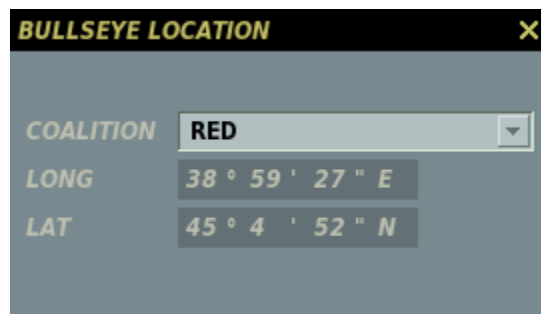 BULLSEYE LOCATION
COALITION RED
LONG 38 ° 59 ' 27 " E
LAT 45 ° 4 ' 52 " N